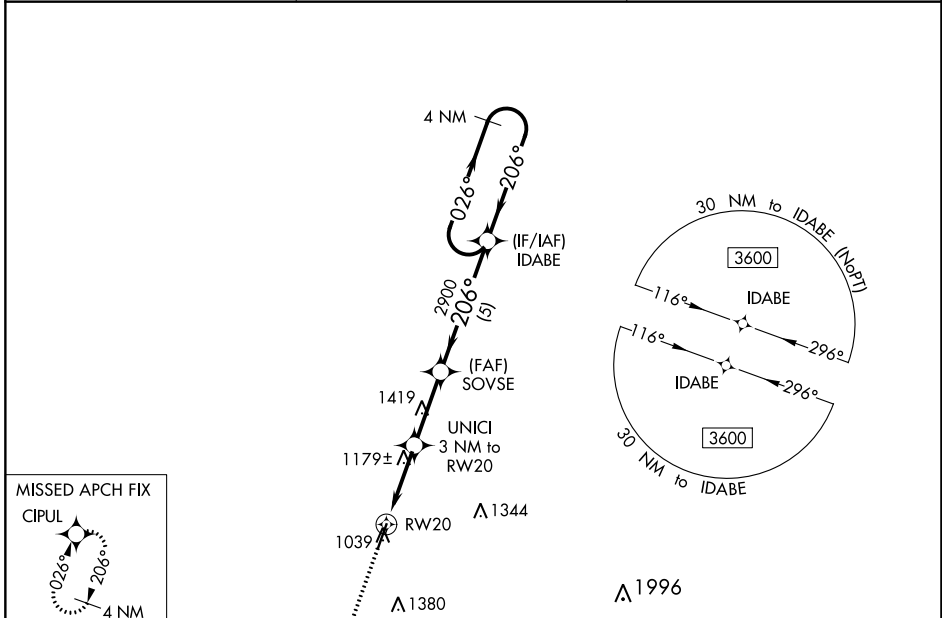 4 NM
026°
206°
(IF/IAF)
IDABE
2900
206°
(5)
(FAF)
SOVSE
1419
UNICI
3 NM to
RW20
1179±
RW20
1039
1344
1380
1996
30 NM to IDABE (NoPT)
3600
116°
IDABE
296°
116°
IDABE
296°
3600
30 NM to IDABE
MISSED APCH FIX
CIPUL
026°
206°
4 NM